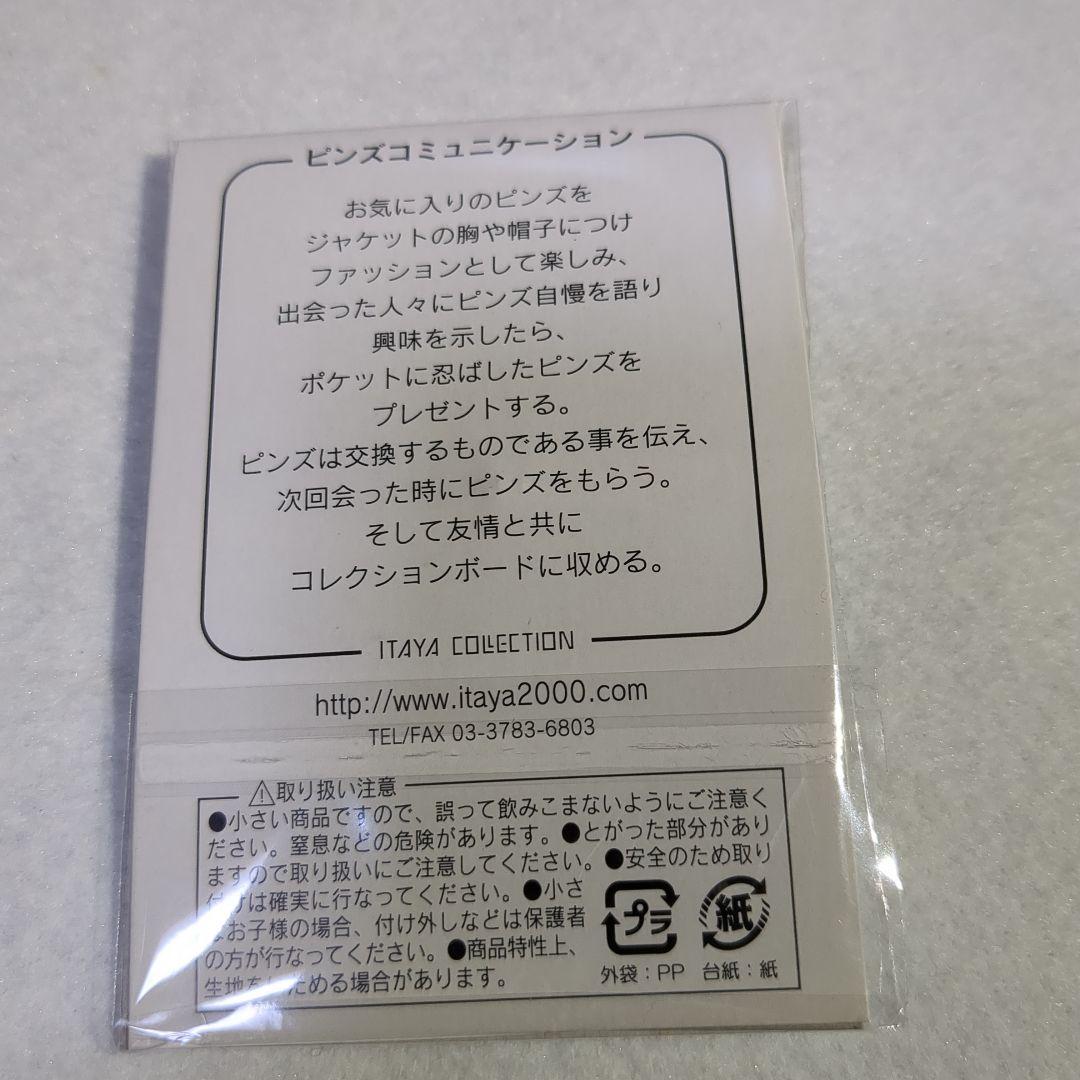 ピンズコミュニケーション
お気に入りのピンズを
ジャケットの胸や帽子につけ
ファッションとして楽しみ、
出会った人々にピンズ自慢を語り
興味を示したら、
ポケットに忍ばしたピンズを
プレゼントする。
ピンズは交換するものである事を伝え、
次回会った時にピンズをもらう。
そして友情と共に
コレクションボードに収める。
ITAYA COLLECTION
http://www.itaya2000.com
TEL/FAX 03-3783-6803
⚠取り扱い注意
●小さい商品ですので、誤って飲みこまないようにご注意く
ださい。窒息などの危険があります。●とがった部分があり
ますので取り扱いにご注意してください。●安全のため取り
付けは確実に行なってください。●小さ
なお子様の場合、付け外しなどは保護者
の方が行なってください。●商品特性上、
生地をいためる場合があります。
プラ
紙
外袋：PP 台紙：紙